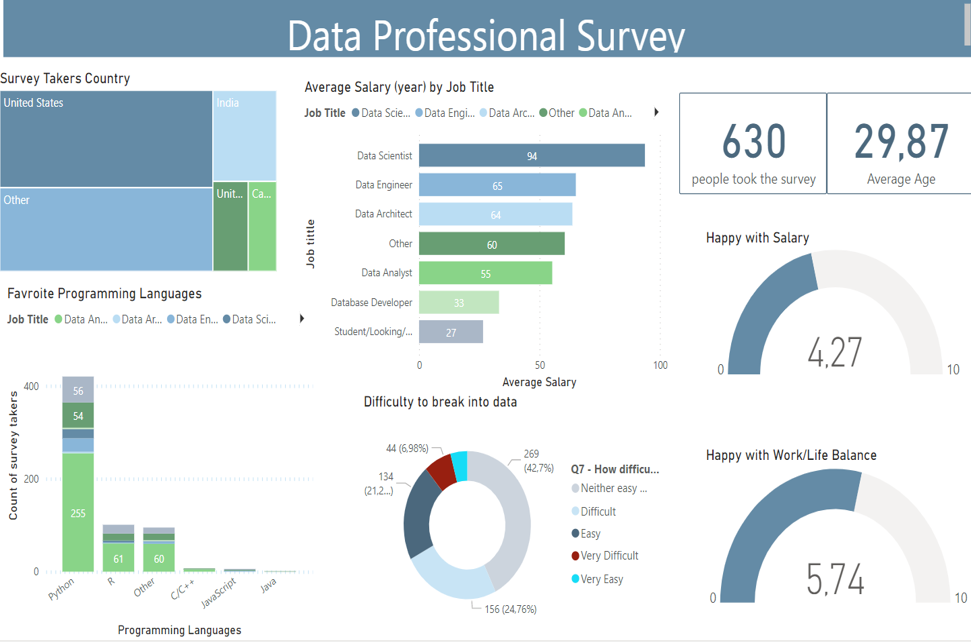 Data Professional Survey
Survey Takers Country
United States
India
Other
Unit...
Ca...
Average Salary (year) by Job Title
Job Title Data Scie... Data Engi... Data Arc... Other Data An...
Job tittle
Data Scientist 94
Data Engineer 65
Data Architect 64
Other 60
Data Analyst 55
Database Developer 33
Student/Looking/... 27
0 50 100
Average Salary
630
people took the survey
29,87
Average Age
Happy with Salary
4,27
0 10
Favroite Programming Languages
Job Title Data An... Data Ar... Data En... Data Sci...
Count of survey takers
400
200
0
56
54
255
61
60
Python
R
Other
C/C++
JavaScript
Java
Programming Languages
Difficulty to break into data
44 (6,98%)
269
(42,7%)
134
(21,2...)
156 (24,76%)
Q7 - How difficu...
Neither easy ...
Difficult
Easy
Very Difficult
Very Easy
Happy with Work/Life Balance
5,74
0 10